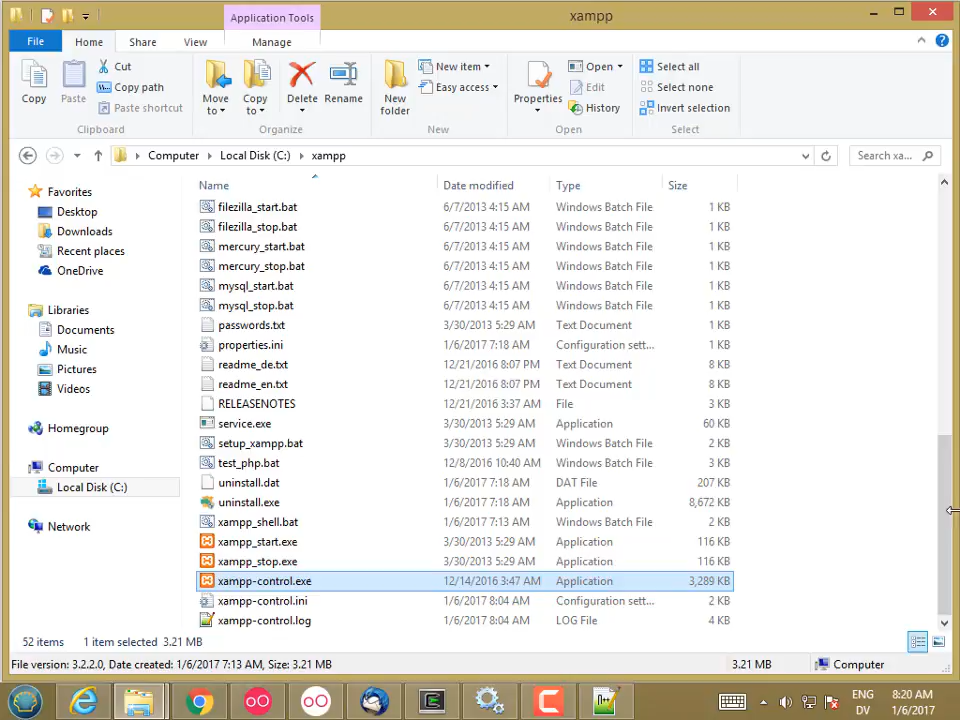 Application Tools
xampp
File
Home
Share
View
Manage
Copy
Paste
Cut
Copy path
Paste shortcut
Clipboard
Move to
Copy to
Delete
Rename
Organize
New folder
New item
Easy access
New
Properties
Open
Edit
History
Open
Select all
Select none
Invert selection
Select
Computer
Local Disk (C:)
xampp
Search xa...
Favorites
Desktop
Downloads
Recent places
OneDrive
Libraries
Documents
Music
Pictures
Videos
Homegroup
Computer
Local Disk (C:)
Network
Name Date modified Type Size
filezilla_start.bat 6/7/2013 4:15 AM Windows Batch File 1 KB
filezilla_stop.bat 6/7/2013 4:15 AM Windows Batch File 1 KB
mercury_start.bat 6/7/2013 4:15 AM Windows Batch File 1 KB
mercury_stop.bat 6/7/2013 4:15 AM Windows Batch File 1 KB
mysql_start.bat 6/7/2013 4:15 AM Windows Batch File 1 KB
mysql_stop.bat 6/7/2013 4:15 AM Windows Batch File 1 KB
passwords.txt 3/30/2013 5:29 AM Text Document 1 KB
properties.ini 1/6/2017 7:18 AM Configuration sett... 1 KB
readme_de.txt 12/21/2016 8:07 PM Text Document 8 KB
readme_en.txt 12/21/2016 8:07 PM Text Document 8 KB
RELEASENOTES 12/21/2016 3:37 AM File 3 KB
service.exe 3/30/2013 5:29 AM Application 60 KB
setup_xampp.bat 3/30/2013 5:29 AM Windows Batch File 2 KB
test_php.bat 12/8/2016 10:40 AM Windows Batch File 3 KB
uninstall.dat 1/6/2017 7:18 AM DAT File 207 KB
uninstall.exe 1/6/2017 7:18 AM Application 8,672 KB
xampp_shell.bat 1/6/2017 7:13 AM Windows Batch File 2 KB
xampp_start.exe 3/30/2013 5:29 AM Application 116 KB
xampp_stop.exe 3/30/2013 5:29 AM Application 116 KB
xampp-control.exe 12/14/2016 3:47 AM Application 3,289 KB
xampp-control.ini 1/6/2017 8:04 AM Configuration sett... 2 KB
xampp-control.log 1/6/2017 8:04 AM LOG File 4 KB
52 items 1 item selected 3.21 MB
File version: 3.2.2.0, Date created: 1/6/2017 7:13 AM, Size: 3.21 MB
3.21 MB
Computer
ENG
DV
8:20 AM
1/6/2017